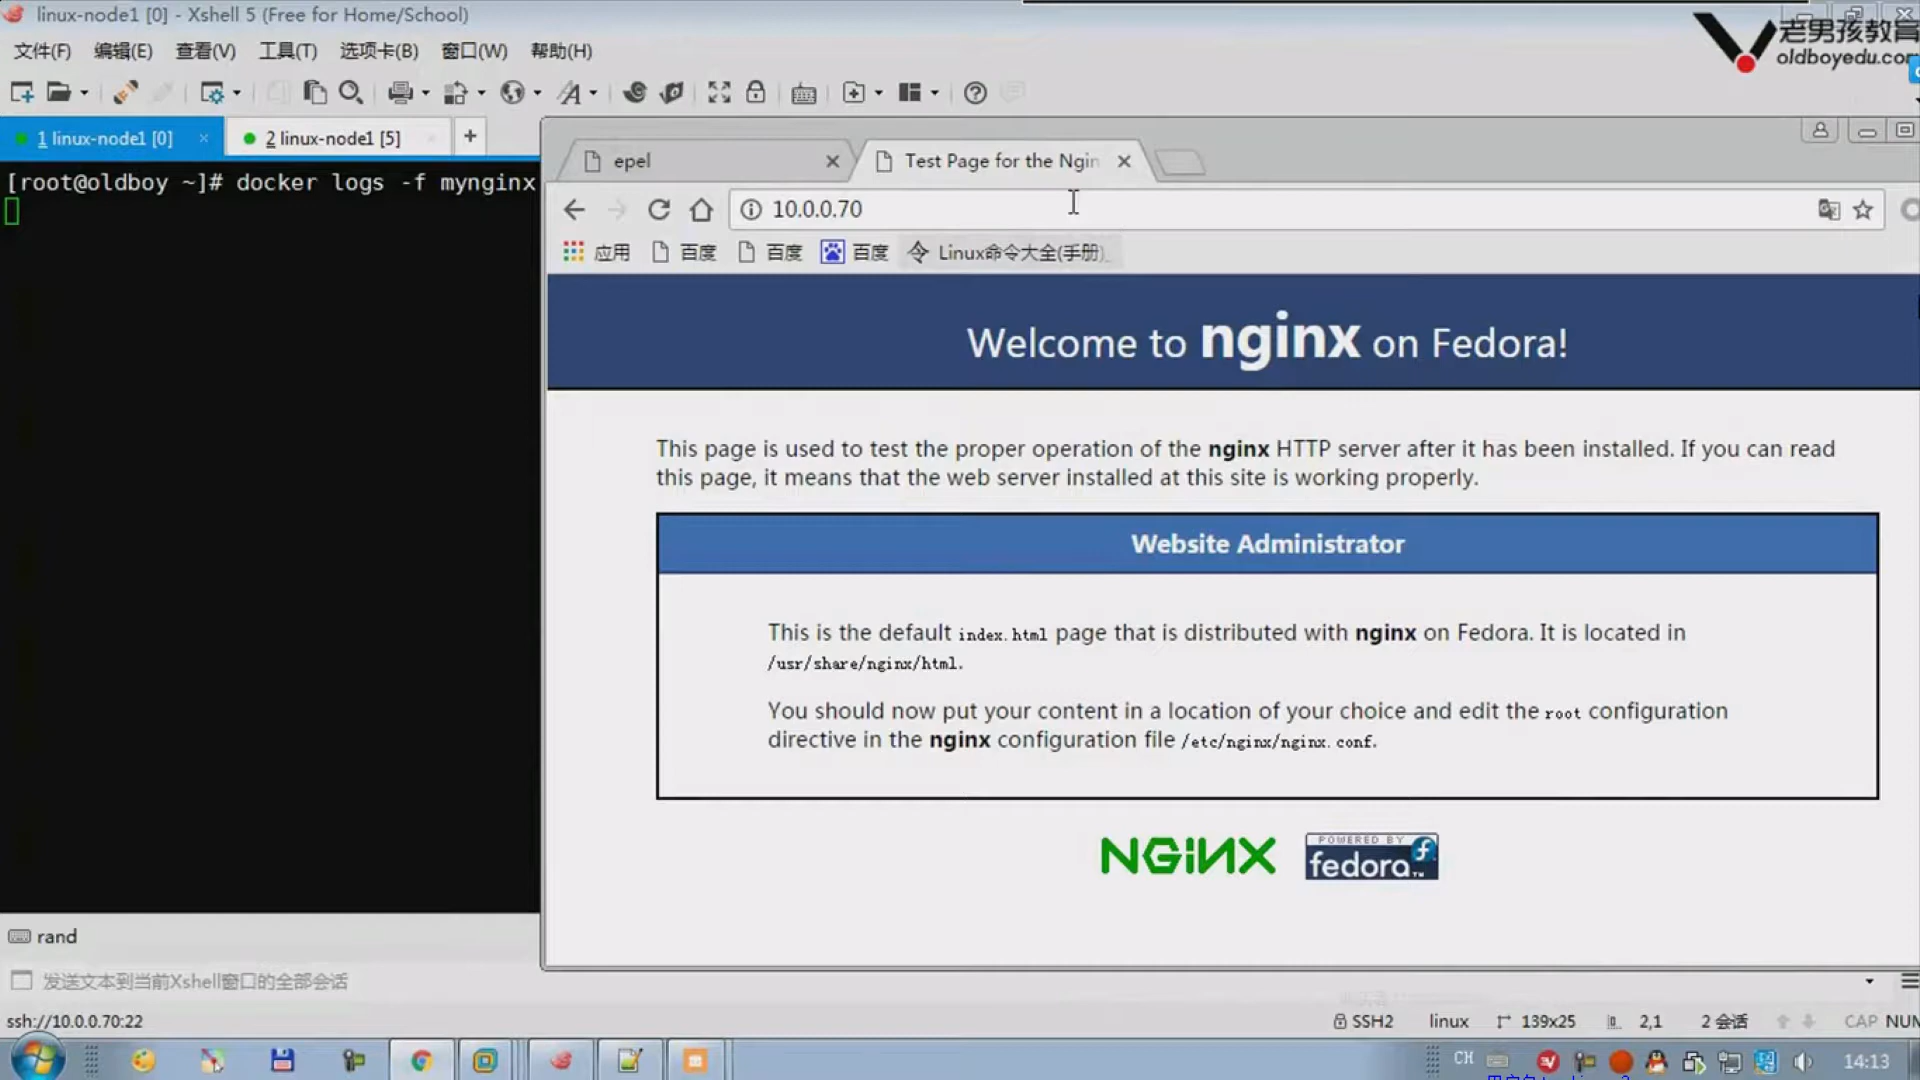 linux-node1 [0] - Xshell 5 (Free for Home/School)
老男孩教育
oldboyedu.com
文件(F) 编辑(E) 查看(V) 工具(T) 选项卡(B) 窗口(W) 帮助(H)
1 linux-node1 [0]
2 linux-node1 [5]
[root@oldboy ~]# docker logs -f mynginx
epel
Test Page for the Ngin
10.0.0.70
应用 百度 百度 百度 Linux命令大全(手册)_
Welcome to nginx on Fedora!
This page is used to test the proper operation of the nginx HTTP server after it has been installed. If you can read
this page, it means that the web server installed at this site is working properly.
Website Administrator
This is the default index.html page that is distributed with nginx on Fedora. It is located in
/usr/share/nginx/html.
You should now put your content in a location of your choice and edit the root configuration
directive in the nginx configuration file /etc/nginx/nginx.conf.
NGINX
POWERED BY
fedora
rand
发送文本到当前Xshell窗口的全部会话
ssh://10.0.0.70:22
SSH2 linux 139x25 2,1 2 会话 CAP NUM
CH
14:13